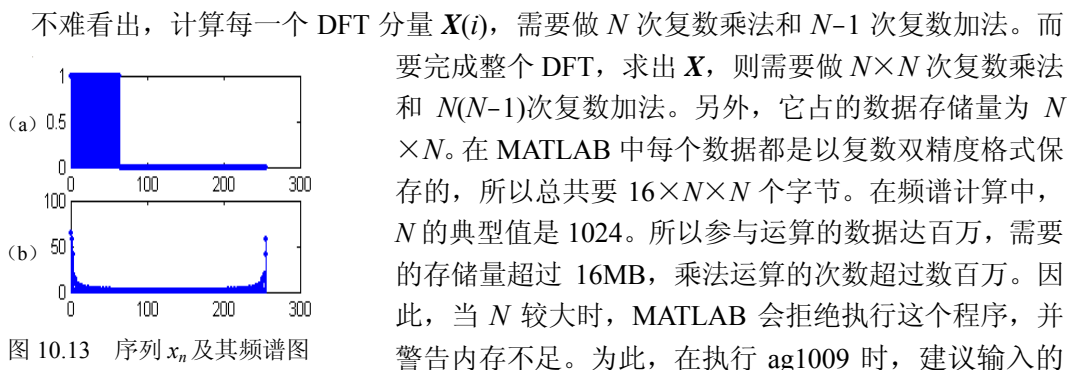 不难看出，计算每一个 DFT 分量 X(i)，需要做 N 次复数乘法和 N−1 次复数加法。而
要完成整个 DFT，求出 X，则需要做 N×N 次复数乘法
和 N(N−1)次复数加法。另外，它占的数据存储量为 N
×N。在 MATLAB 中每个数据都是以复数双精度格式保
存的，所以总共要 16×N×N 个字节。在频谱计算中，
N 的典型值是 1024。所以参与运算的数据达百万，需要
的存储量超过 16MB，乘法运算的次数超过数百万。因
此，当 N 较大时，MATLAB 会拒绝执行这个程序，并
警告内存不足。为此，在执行 ag1009 时，建议输入的
1
（a） 0.5
0
0 100 200 300
100
（b） 50
0
0 100 200 300
图 10.13 序列 xn 及其频谱图